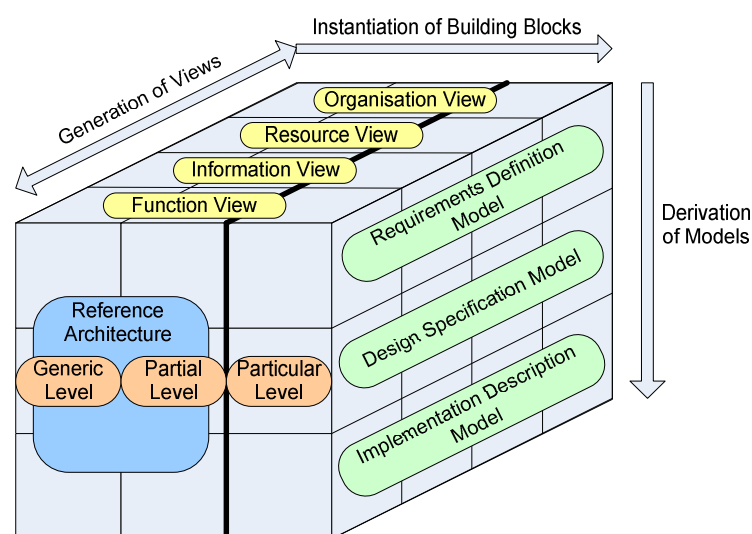 Instantiation of Building Blocks
Generation of Views
Organisation View
Resource View
Information View
Function View
Requirements Definition
Model
Derivation
of Models
Design Specification Model
Reference
Architecture
Generic
Level
Partial
Level
Particular
Level
Implementation Description
Model